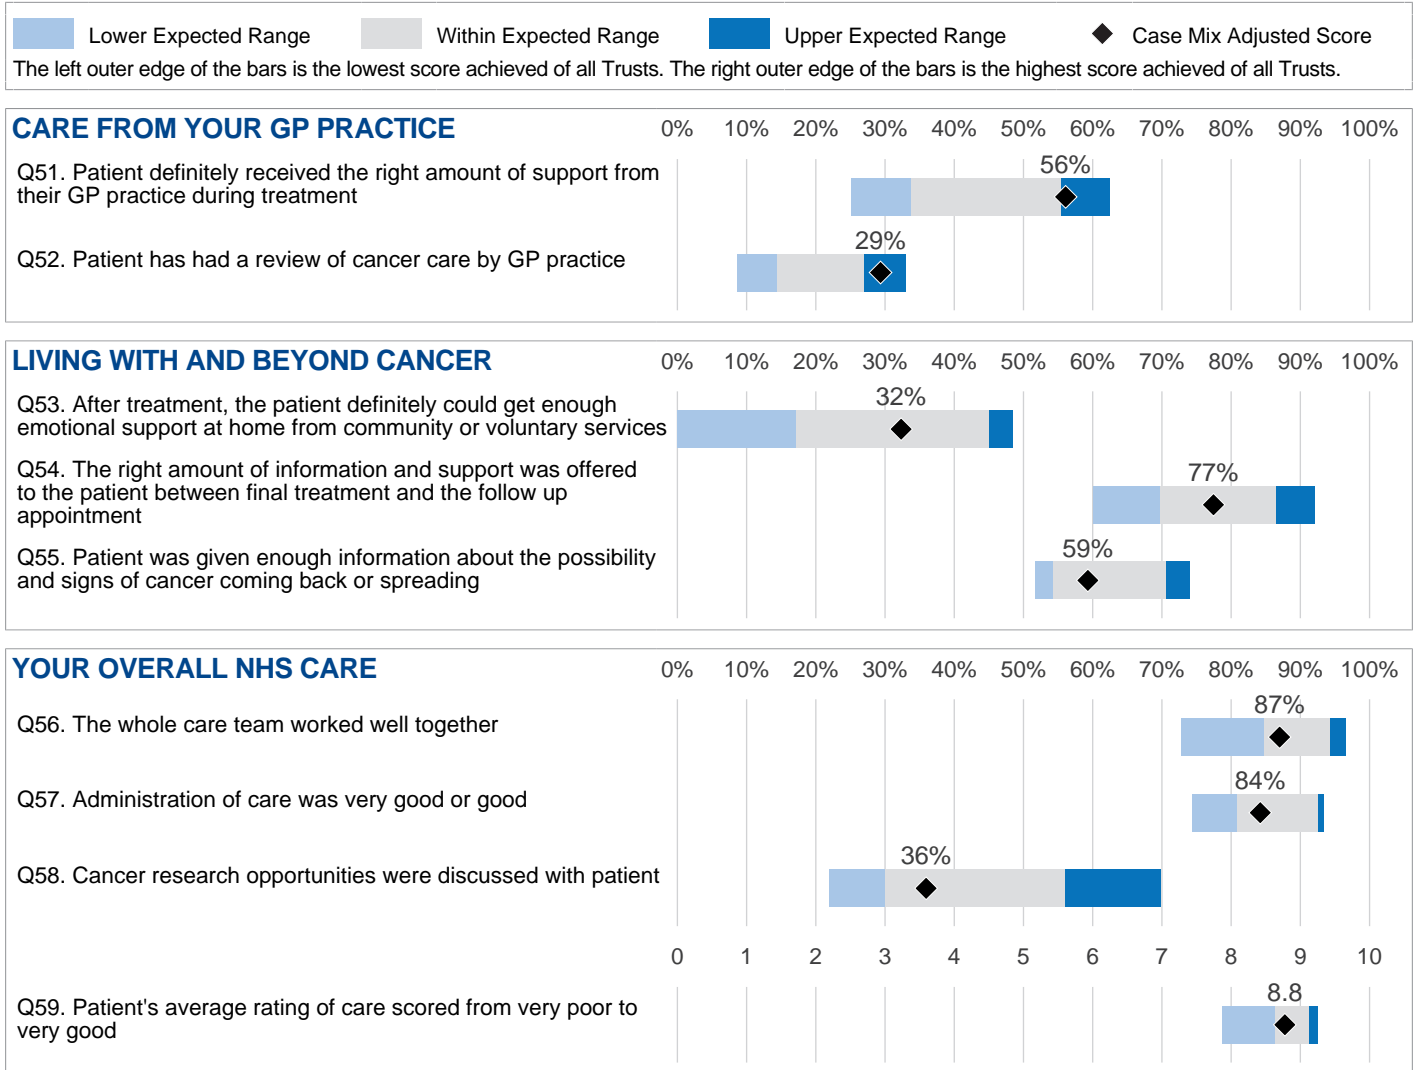 Lower Expected Range Within Expected Range Upper Expected Range Case Mix Adjusted Score
The left outer edge of the bars is the lowest score achieved of all Trusts. The right outer edge of the bars is the highest score achieved of all Trusts.
CARE FROM YOUR GP PRACTICE 0% 10% 20% 30% 40% 50% 60% 70% 80% 90% 100%
56%
Q51. Patient definitely received the right amount of support from
their GP practice during treatment
29%
Q52. Patient has had a review of cancer care by GP practice
LIVING WITH AND BEYOND CANCER 0% 10% 20% 30% 40% 50% 60% 70% 80% 90% 100%
32%
Q53. After treatment, the patient definitely could get enough
emotional support at home from community or voluntary services
Q54. The right amount of information and support was offered
77%
to the patient between final treatment and the follow up
appointment
59%
Q55. Patient was given enough information about the possibility
and signs of cancer coming back or spreading
YOUR OVERALL NHS CARE 0% 10% 20% 30% 40% 50% 60% 70% 80% 90% 100%
87%
Q56. The whole care team worked well together
84%
Q57. Administration of care was very good or good
36%
Q58. Cancer research opportunities were discussed with patient
0 1 2 3 4 5 6 7 8 9 10
8.8
Q59. Patient's average rating of care scored from very poor to
very good